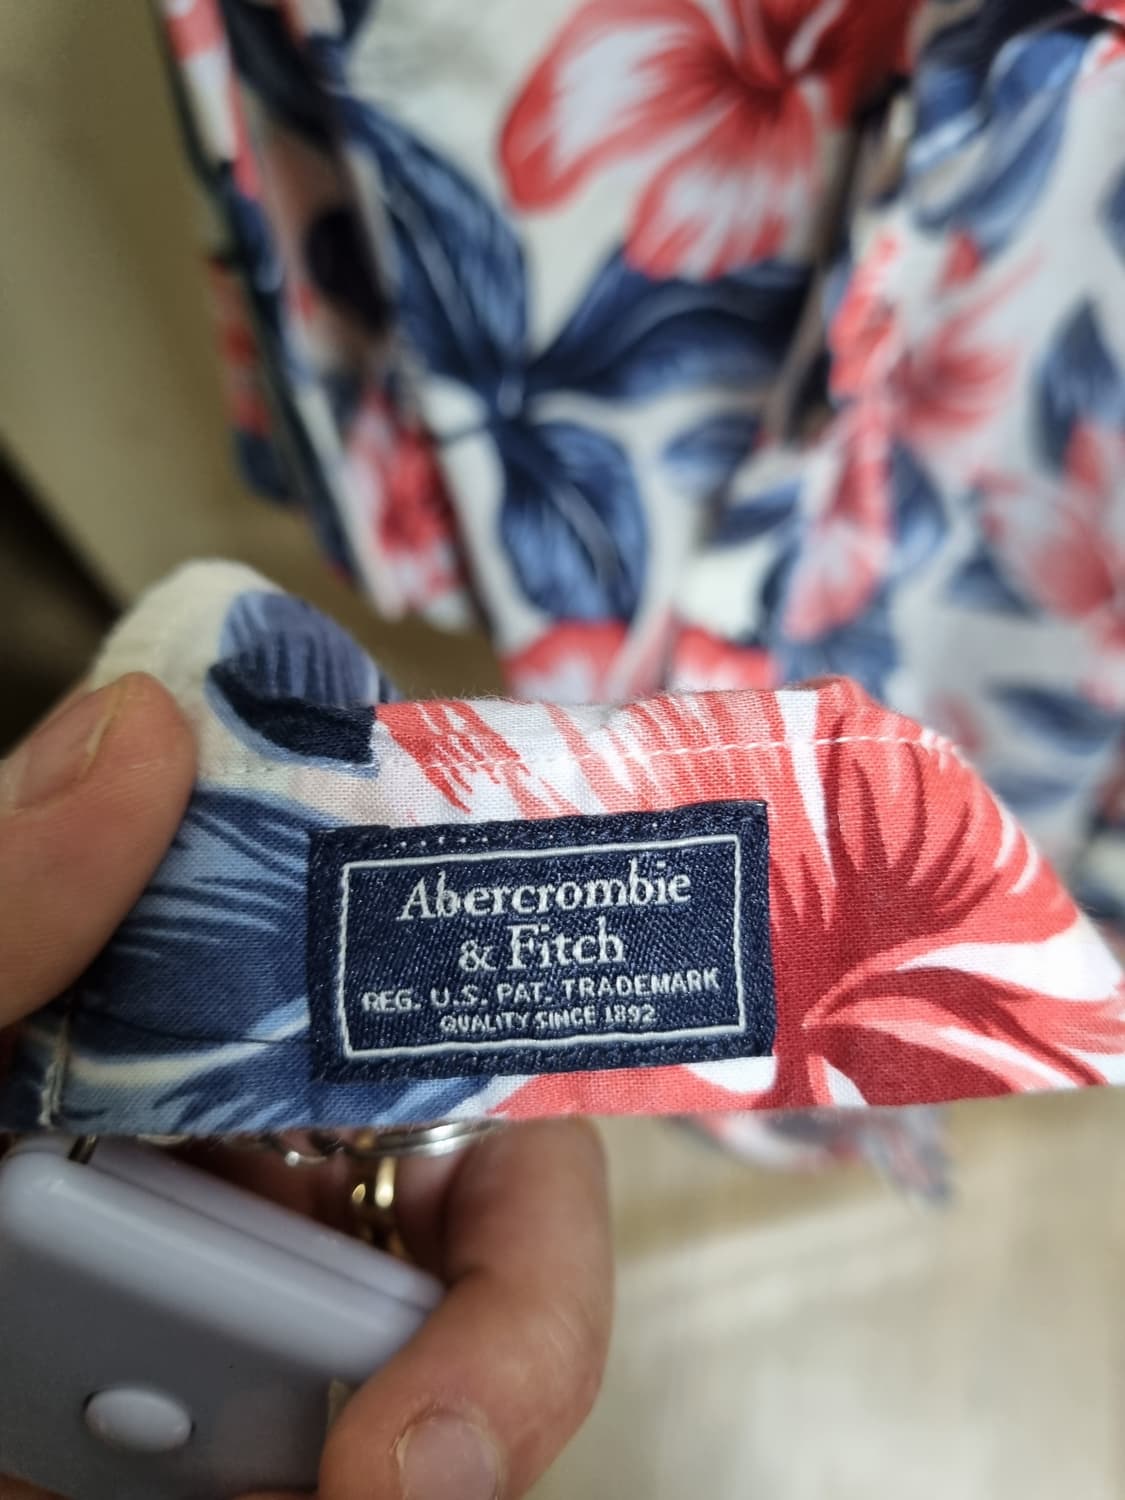 Abercrombie
& Fitch
REG. U.S. PAT. TRADEMARK
QUALITY SINCE 1892